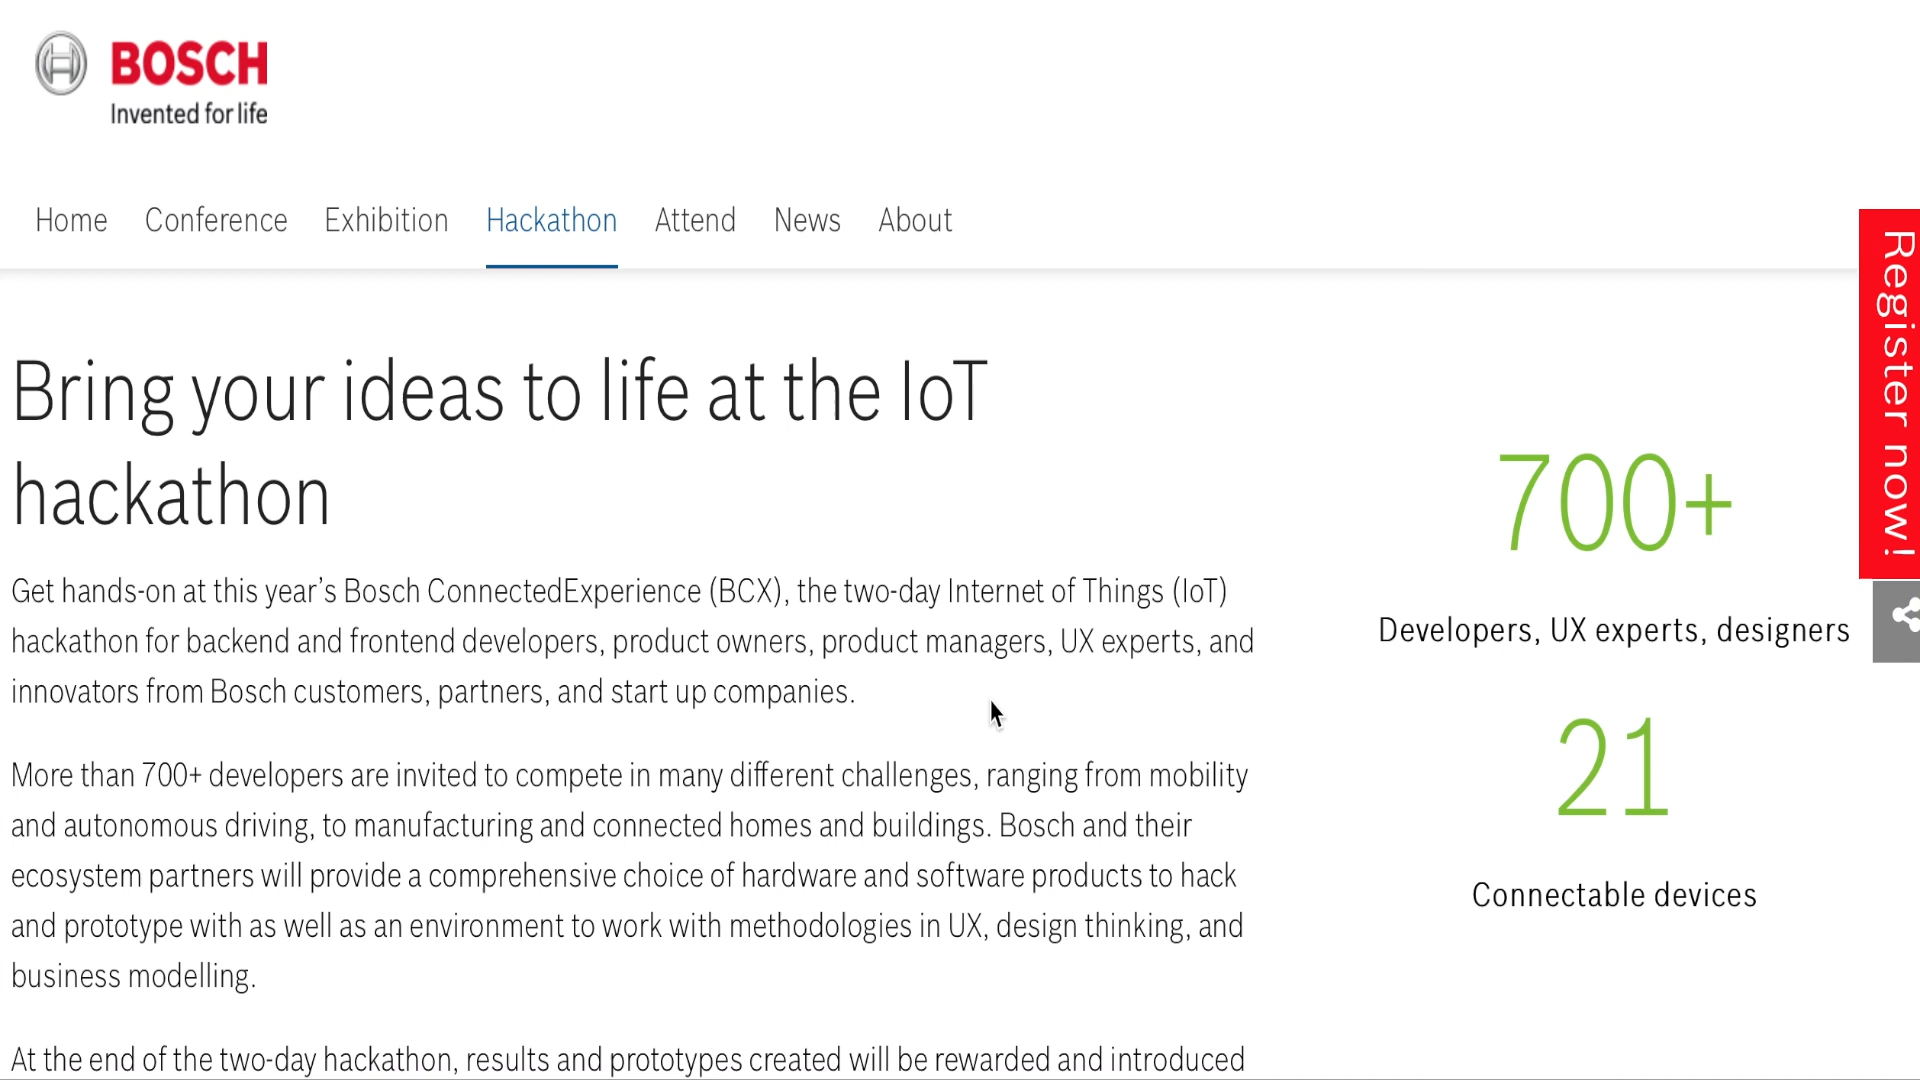 BOSCH
Invented for life
Home Conference Exhibition Hackathon Attend News About
Register now!
Bring your ideas to life at the IoT
hackathon
Get hands-on at this year’s Bosch ConnectedExperience (BCX), the two-day Internet of Things (IoT)
hackathon for backend and frontend developers, product owners, product managers, UX experts, and
innovators from Bosch customers, partners, and start up companies.
More than 700+ developers are invited to compete in many different challenges, ranging from mobility
and autonomous driving, to manufacturing and connected homes and buildings. Bosch and their
ecosystem partners will provide a comprehensive choice of hardware and software products to hack
and prototype with as well as an environment to work with methodologies in UX, design thinking, and
business modelling.
At the end of the two-day hackathon, results and prototypes created will be rewarded and introduced
700+
Developers, UX experts, designers
21
Connectable devices